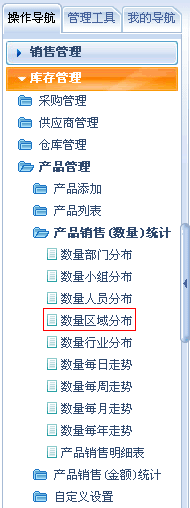 操作导航 管理工具 我的导航
销售管理
库存管理
采购管理
供应商管理
仓库管理
产品管理
产品添加
产品列表
产品销售(数量)统计
数量部门分布
数量小组分布
数量人员分布
数量区域分布
数量行业分布
数量每日走势
数量每周走势
数量每月走势
数量每年走势
产品销售明细表
产品销售(金额)统计
自定义设置